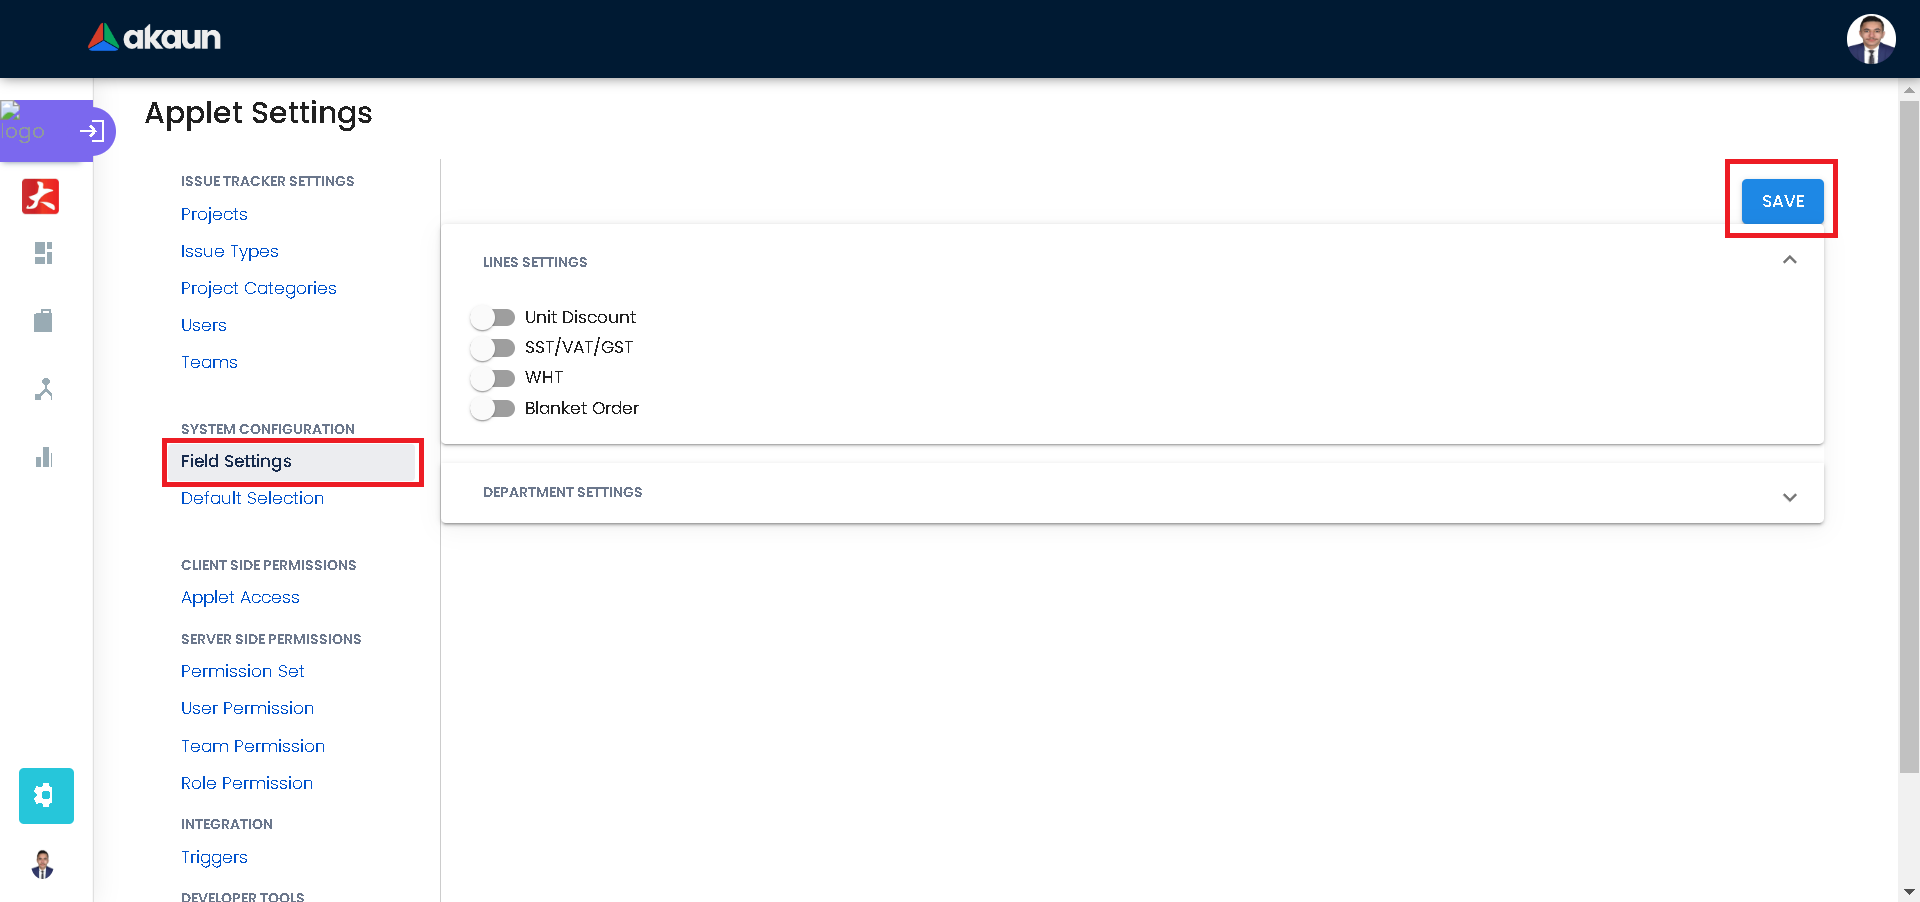 akaun
logo
Applet Settings
ISSUE TRACKER SETTINGS
Projects
Issue Types
Project Categories
Users
Teams
SYSTEM CONFIGURATION
Field Settings
Default Selection
CLIENT SIDE PERMISSIONS
Applet Access
SERVER SIDE PERMISSIONS
Permission Set
User Permission
Team Permission
Role Permission
INTEGRATION
Triggers
DEVELOPER TOOLS
SAVE
LINES SETTINGS
Unit Discount
SST/VAT/GST
WHT
Blanket Order
DEPARTMENT SETTINGS